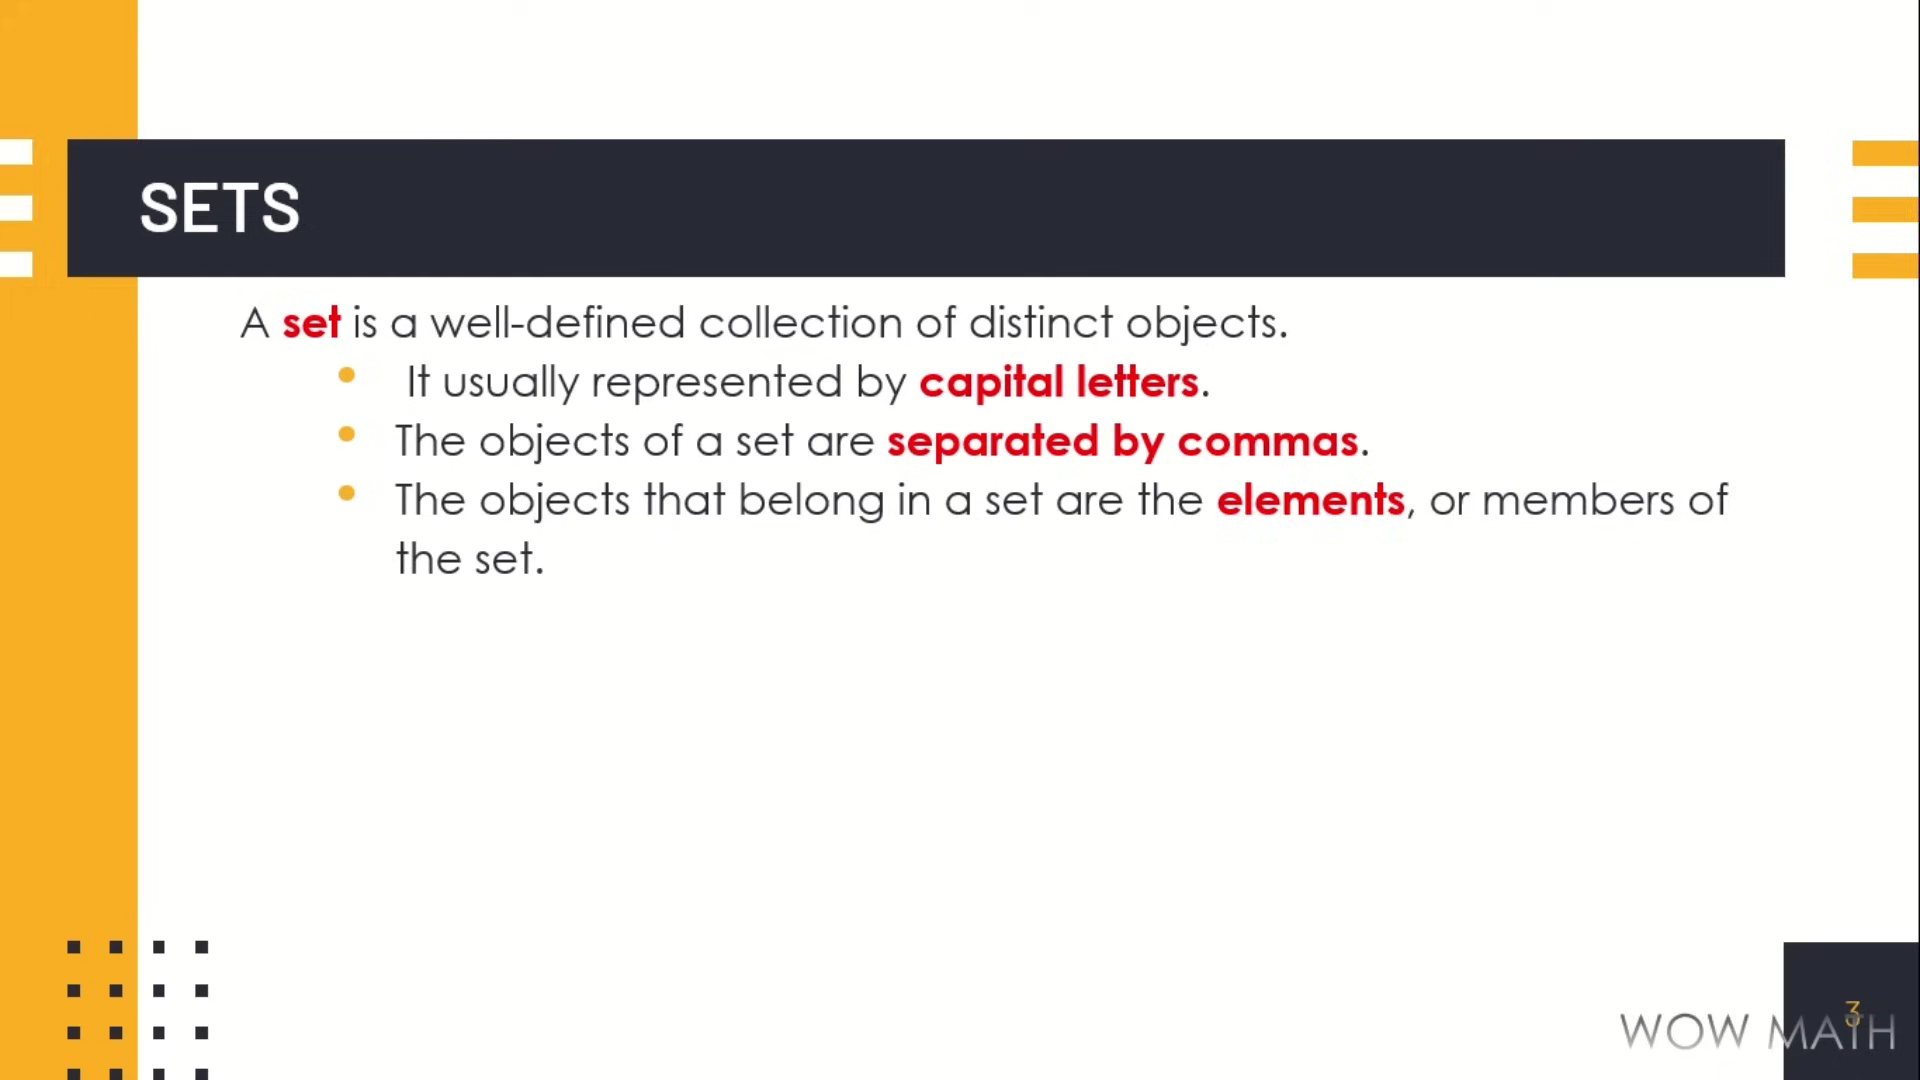 SETS
A set is a well-defined collection of distinct objects.
It usually represented by capital letters.
The objects of a set are separated by commas.
The objects that belong in a set are the elements, or members of
the set.
3
WOW MATH